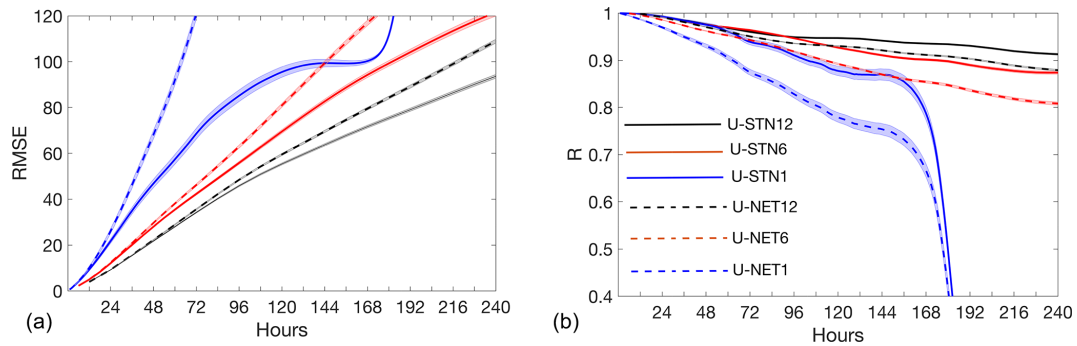 120
100
80
60
40
20
0
RMSE
24 48 72 96 120 144 168 192 216 240
Hours
(a)
1
0.9
0.8
0.7
0.6
0.5
0.4
R
U-STN12
U-STN6
U-STN1
U-NET12
U-NET6
U-NET1
24 48 72 96 120 144 168 192 216 240
Hours
(b)